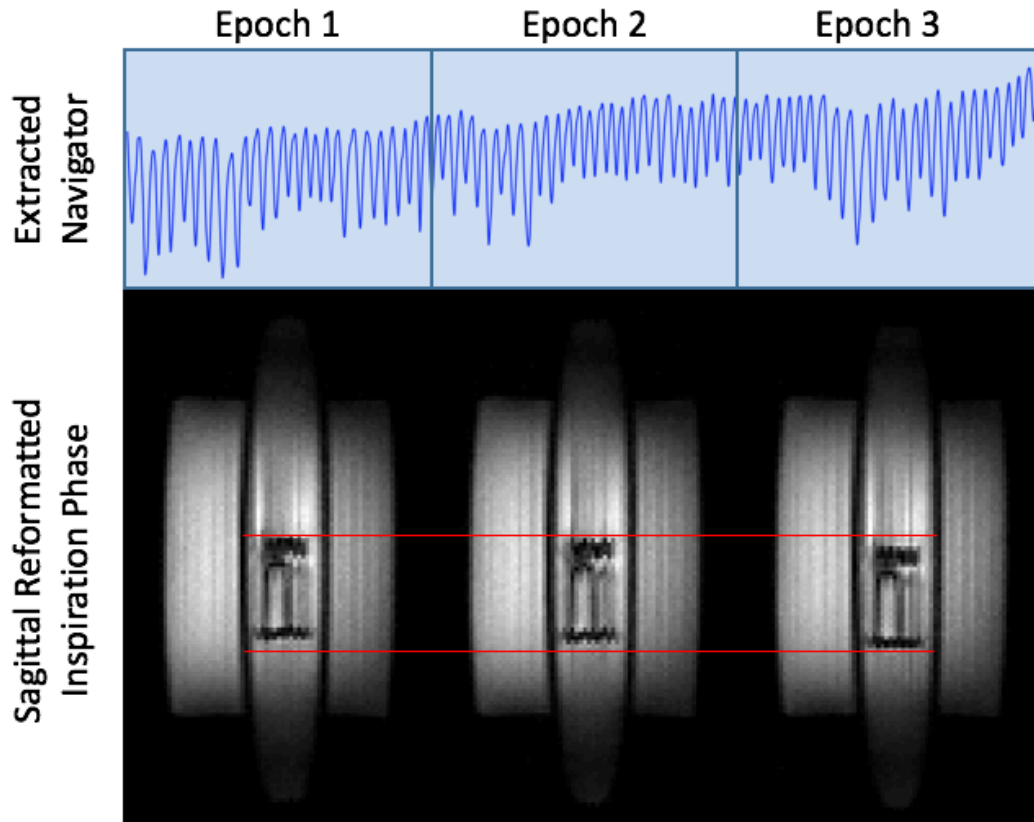 Epoch 1
Epoch 2
Epoch 3
Extracted
Navigator
Sagittal Reformatted
Inspiration Phase